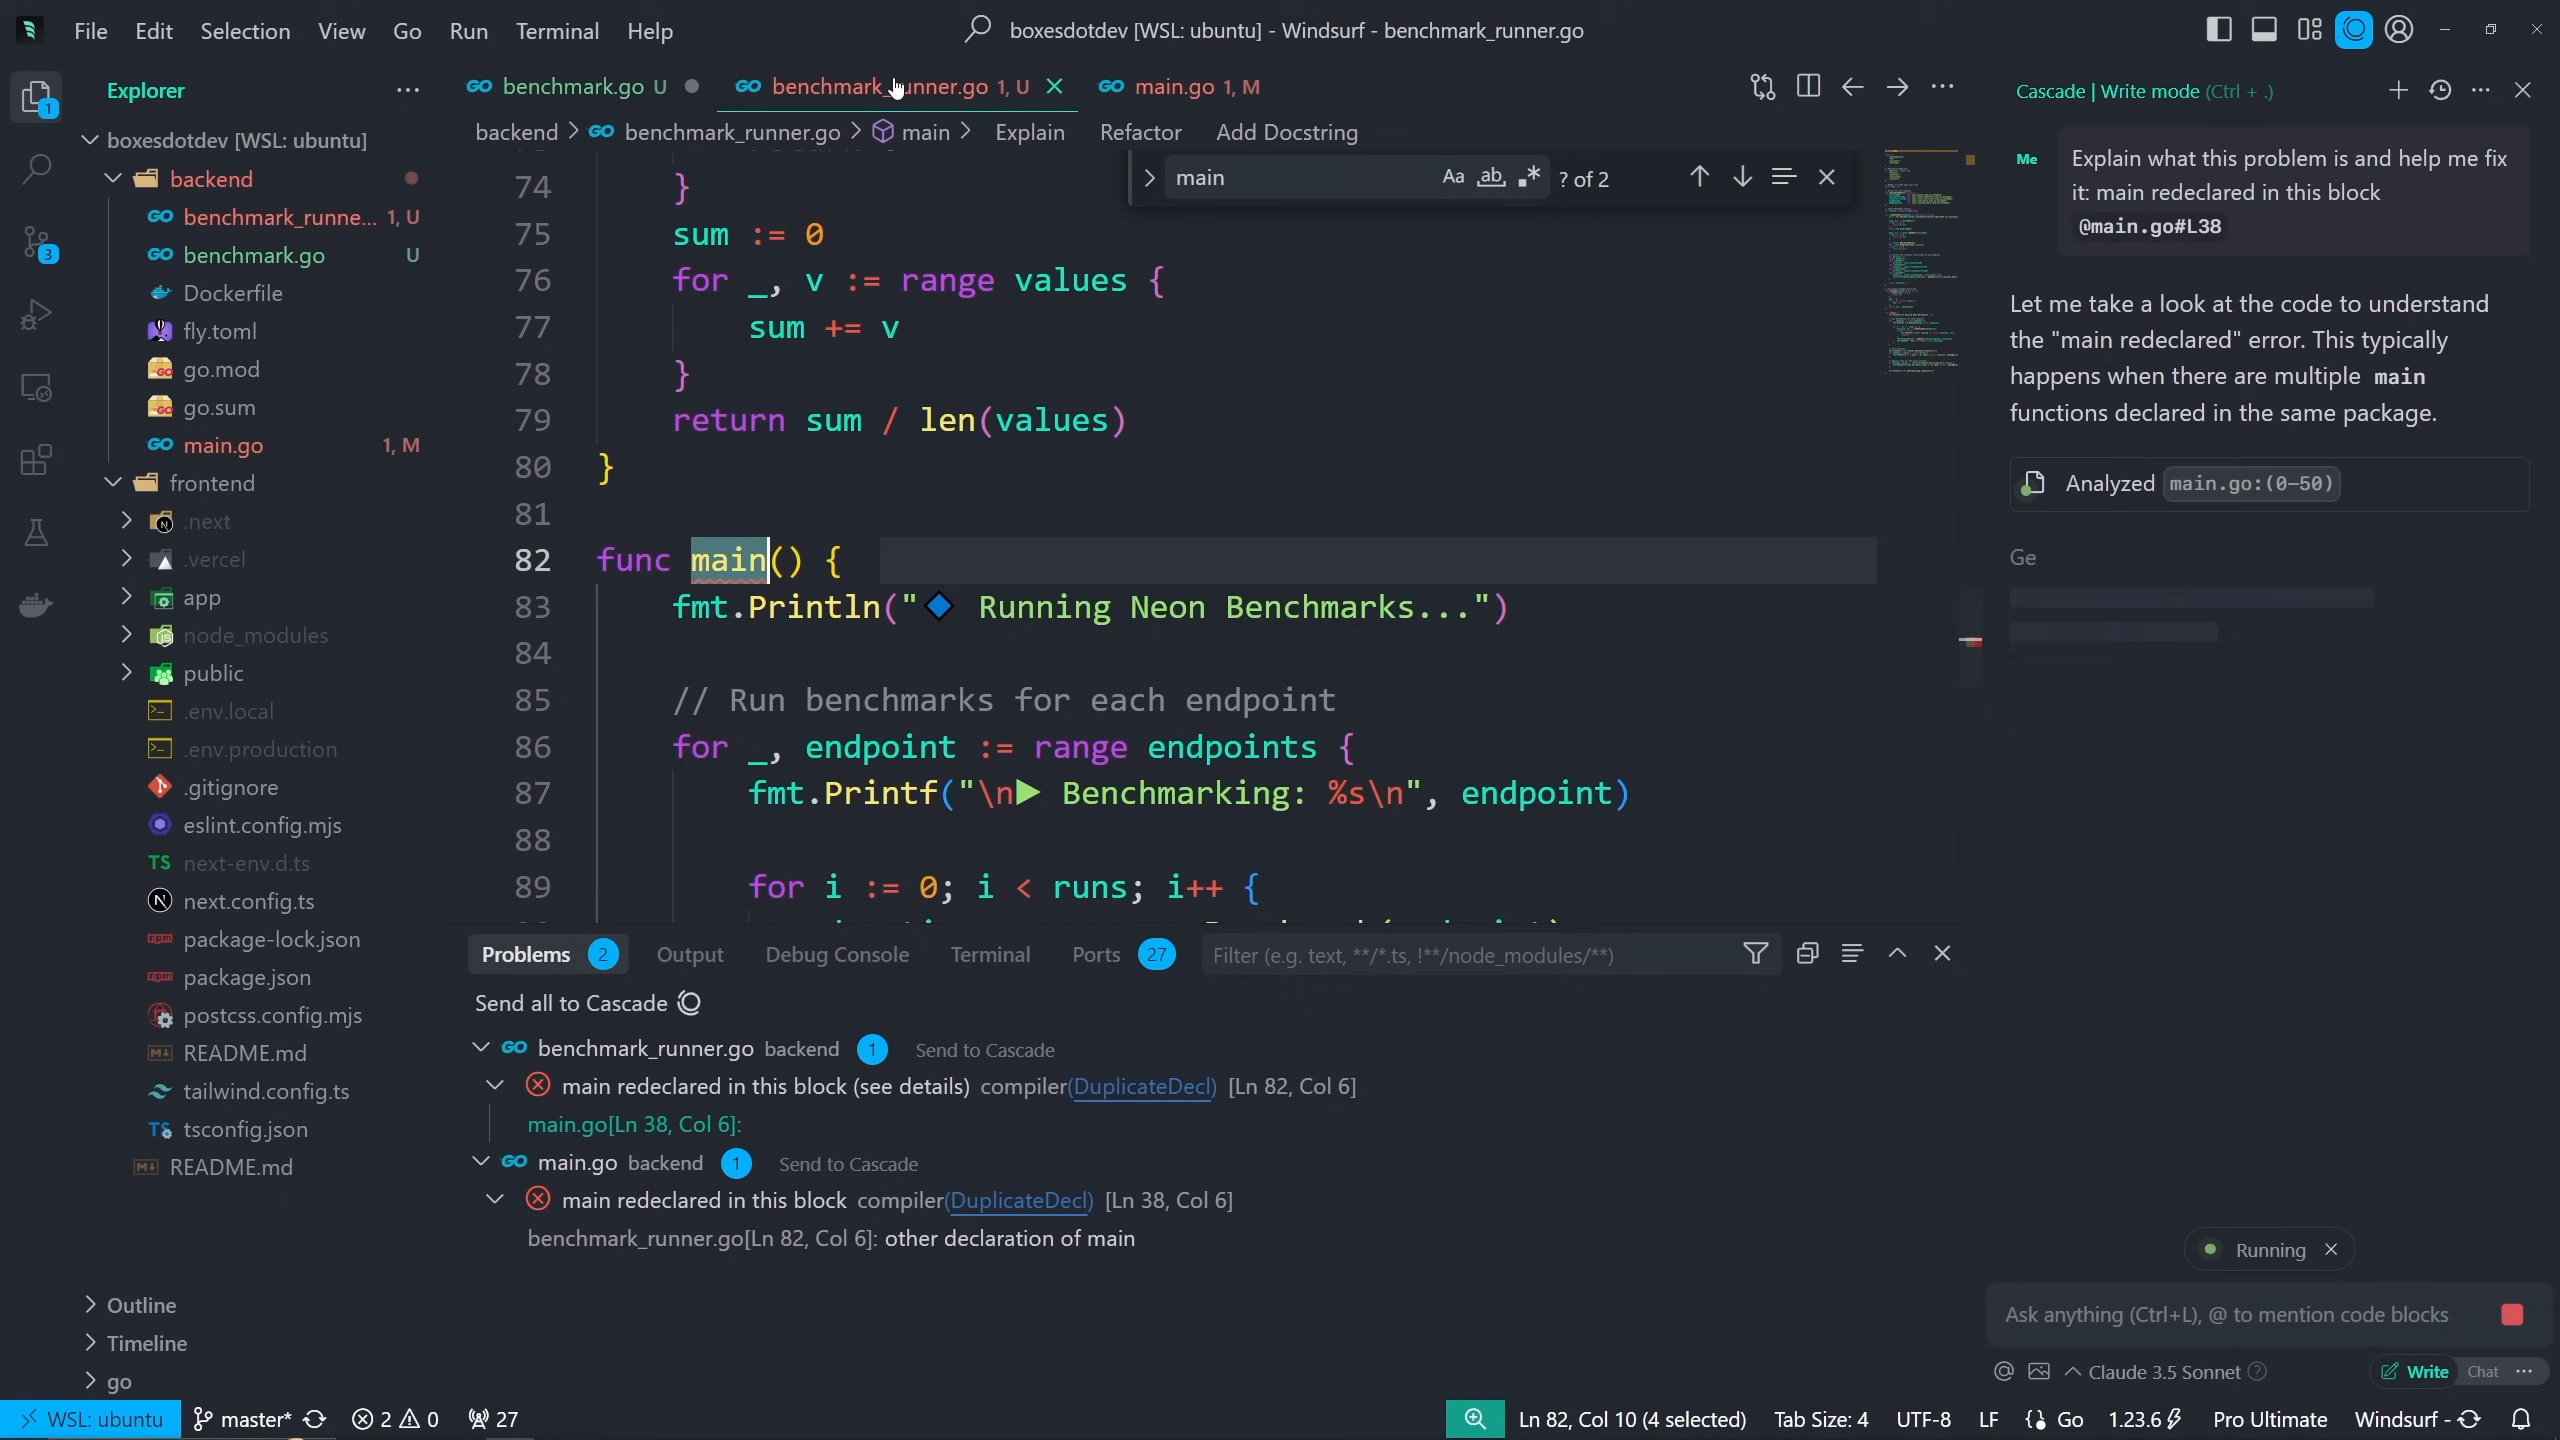 File Edit Selection View Go Run Terminal Help
boxesdotdev [WSL: ubuntu] - Windsurf - benchmark_runner.go
Explorer
1
3
boxesdotdev [WSL: ubuntu]
backend
benchmark_runne... 1, U
benchmark.go U
Dockerfile
fly.toml
go.mod
go.sum
main.go 1, M
frontend
.next
.vercel
app
node_modules
public
.env.local
.env.production
.gitignore
eslint.config.mjs
next-env.d.ts
next.config.ts
package-lock.json
package.json
postcss.config.mjs
README.md
tailwind.config.ts
tsconfig.json
README.md
Outline
Timeline
go
benchmark.go U
benchmark_runner.go 1, U
main.go 1, M
backend > benchmark_runner.go > main > Explain Refactor Add Docstring
main Aa ab .* ? of 2
74 }
75 sum := 0
76 for _, v := range values {
77 sum += v
78 }
79 return sum / len(values)
80 }
81
82 func main() {
83 fmt.Println("🔷 Running Neon Benchmarks...")
84
85 // Run benchmarks for each endpoint
86 for _, endpoint := range endpoints {
87 fmt.Printf("\n▶ Benchmarking: %s\n", endpoint)
88
89 for i := 0; i < runs; i++ {
Problems 2 Output Debug Console Terminal Ports 27 Filter (e.g. text, **/*.ts, !**/node_modules/**)
Send all to Cascade
benchmark_runner.go backend 1 Send to Cascade
main redeclared in this block (see details) compiler(DuplicateDecl) [Ln 82, Col 6]
main.go[Ln 38, Col 6]:
main.go backend 1 Send to Cascade
main redeclared in this block compiler(DuplicateDecl) [Ln 38, Col 6]
benchmark_runner.go[Ln 82, Col 6]: other declaration of main
Cascade | Write mode (Ctrl + .)
Me
Explain what this problem is and help me fix
it: main redeclared in this block
@main.go#L38
Let me take a look at the code to understand
the "main redeclared" error. This typically
happens when there are multiple main
functions declared in the same package.
Analyzed main.go:(0-50)
Ge
Running
Ask anything (Ctrl+L), @ to mention code blocks
Claude 3.5 Sonnet
Write Chat
WSL: ubuntu master* 2 0 27
Ln 82, Col 10 (4 selected) Tab Size: 4 UTF-8 LF Go 1.23.6 Pro Ultimate Windsurf -